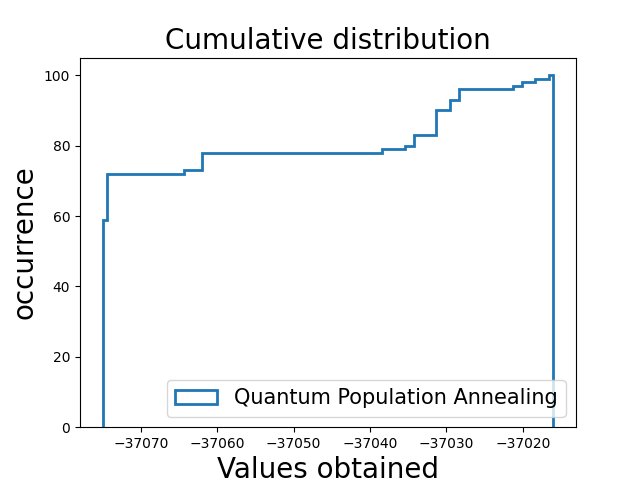 Cumulative distribution
100
80
60
40
20
0
occurrence
Quantum Population Annealing
−37070 −37060 −37050 −37040 −37030 −37020
Values obtained